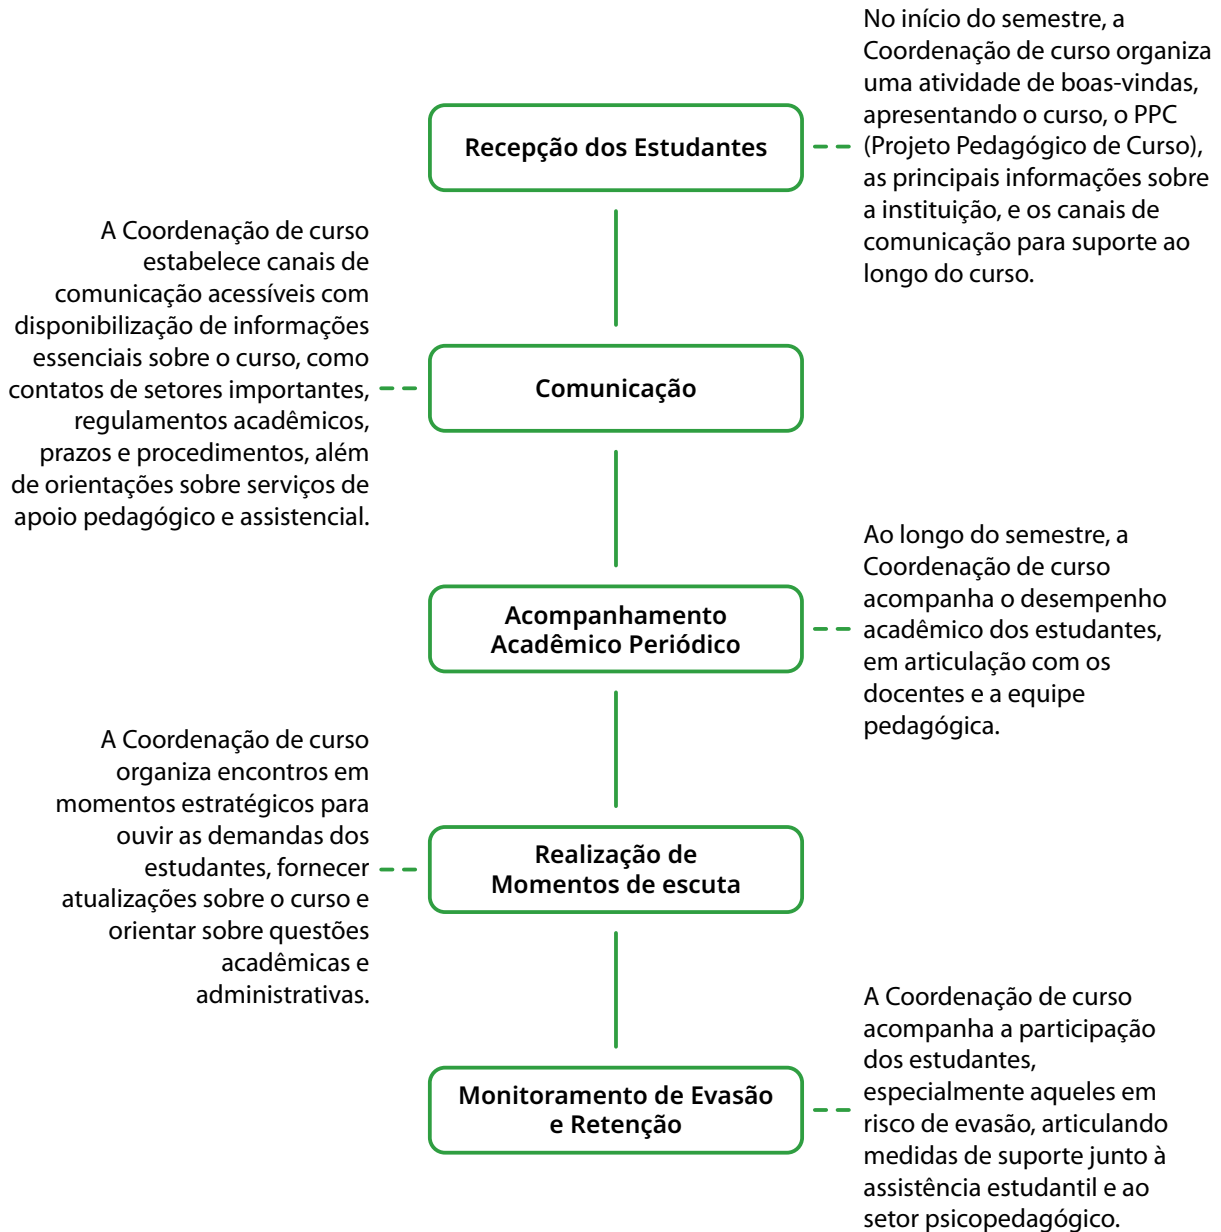 Recepção dos Estudantes
No início do semestre, a
Coordenação de curso organiza
uma atividade de boas-vindas,
apresentando o curso, o PPC
(Projeto Pedagógico de Curso),
as principais informações sobre
a instituição, e os canais de
comunicação para suporte ao
longo do curso.
Comunicação
A Coordenação de curso
estabelece canais de
comunicação acessíveis com
disponibilização de informações
essenciais sobre o curso, como
contatos de setores importantes,
regulamentos acadêmicos,
prazos e procedimentos, além
de orientações sobre serviços de
apoio pedagógico e assistencial.
Acompanhamento
Acadêmico Periódico
Ao longo do semestre, a
Coordenação de curso
acompanha o desempenho
acadêmico dos estudantes,
em articulação com os
docentes e a equipe
pedagógica.
Realização de
Momentos de escuta
A Coordenação de curso
organiza encontros em
momentos estratégicos para
ouvir as demandas dos
estudantes, fornecer
atualizações sobre o curso e
orientar sobre questões
acadêmicas e
administrativas.
Monitoramento de Evasão
e Retenção
A Coordenação de curso
acompanha a participação
dos estudantes,
especialmente aqueles em
risco de evasão, articulando
medidas de suporte junto à
assistência estudantil e ao
setor psicopedagógico.